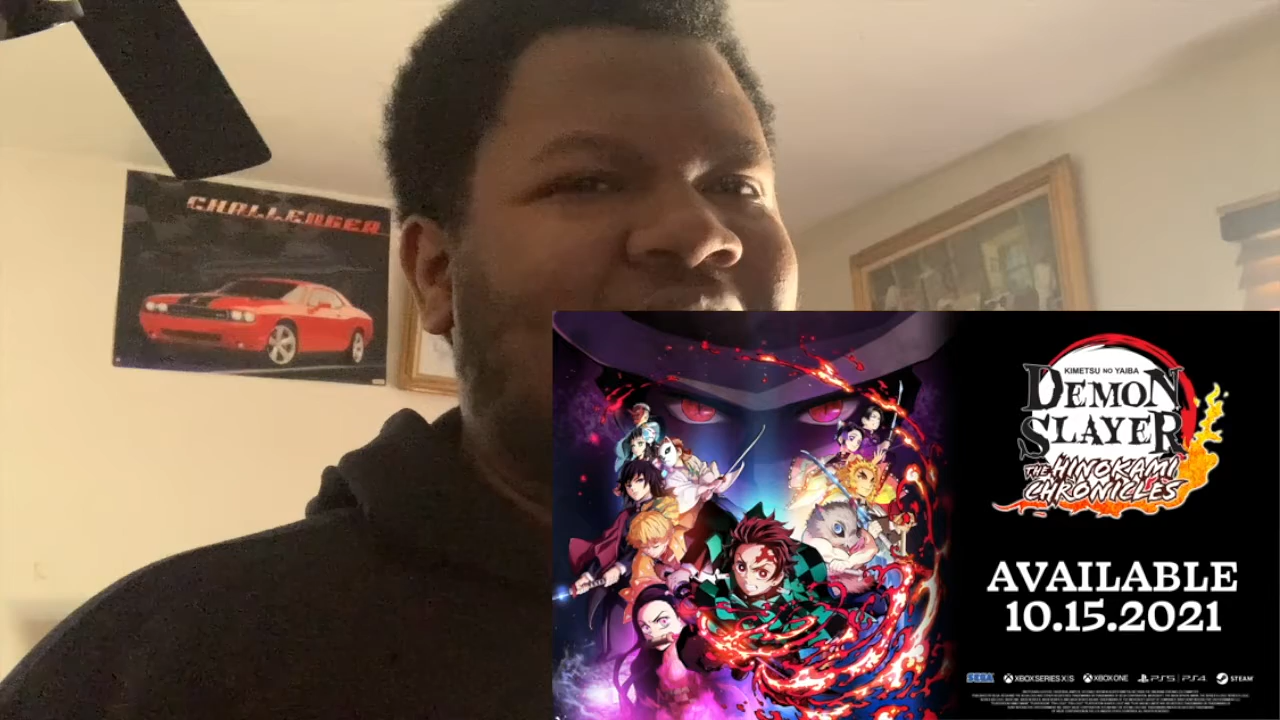 CHALLENGER
KIMETSU NO YAIBA
DEMON
SLAYER
THE HINOKAMI
CHRONICLES
AVAILABLE
10.15.2021
SEGA XBOX SERIES X|S XBOX ONE PS5 PS4 STEAM